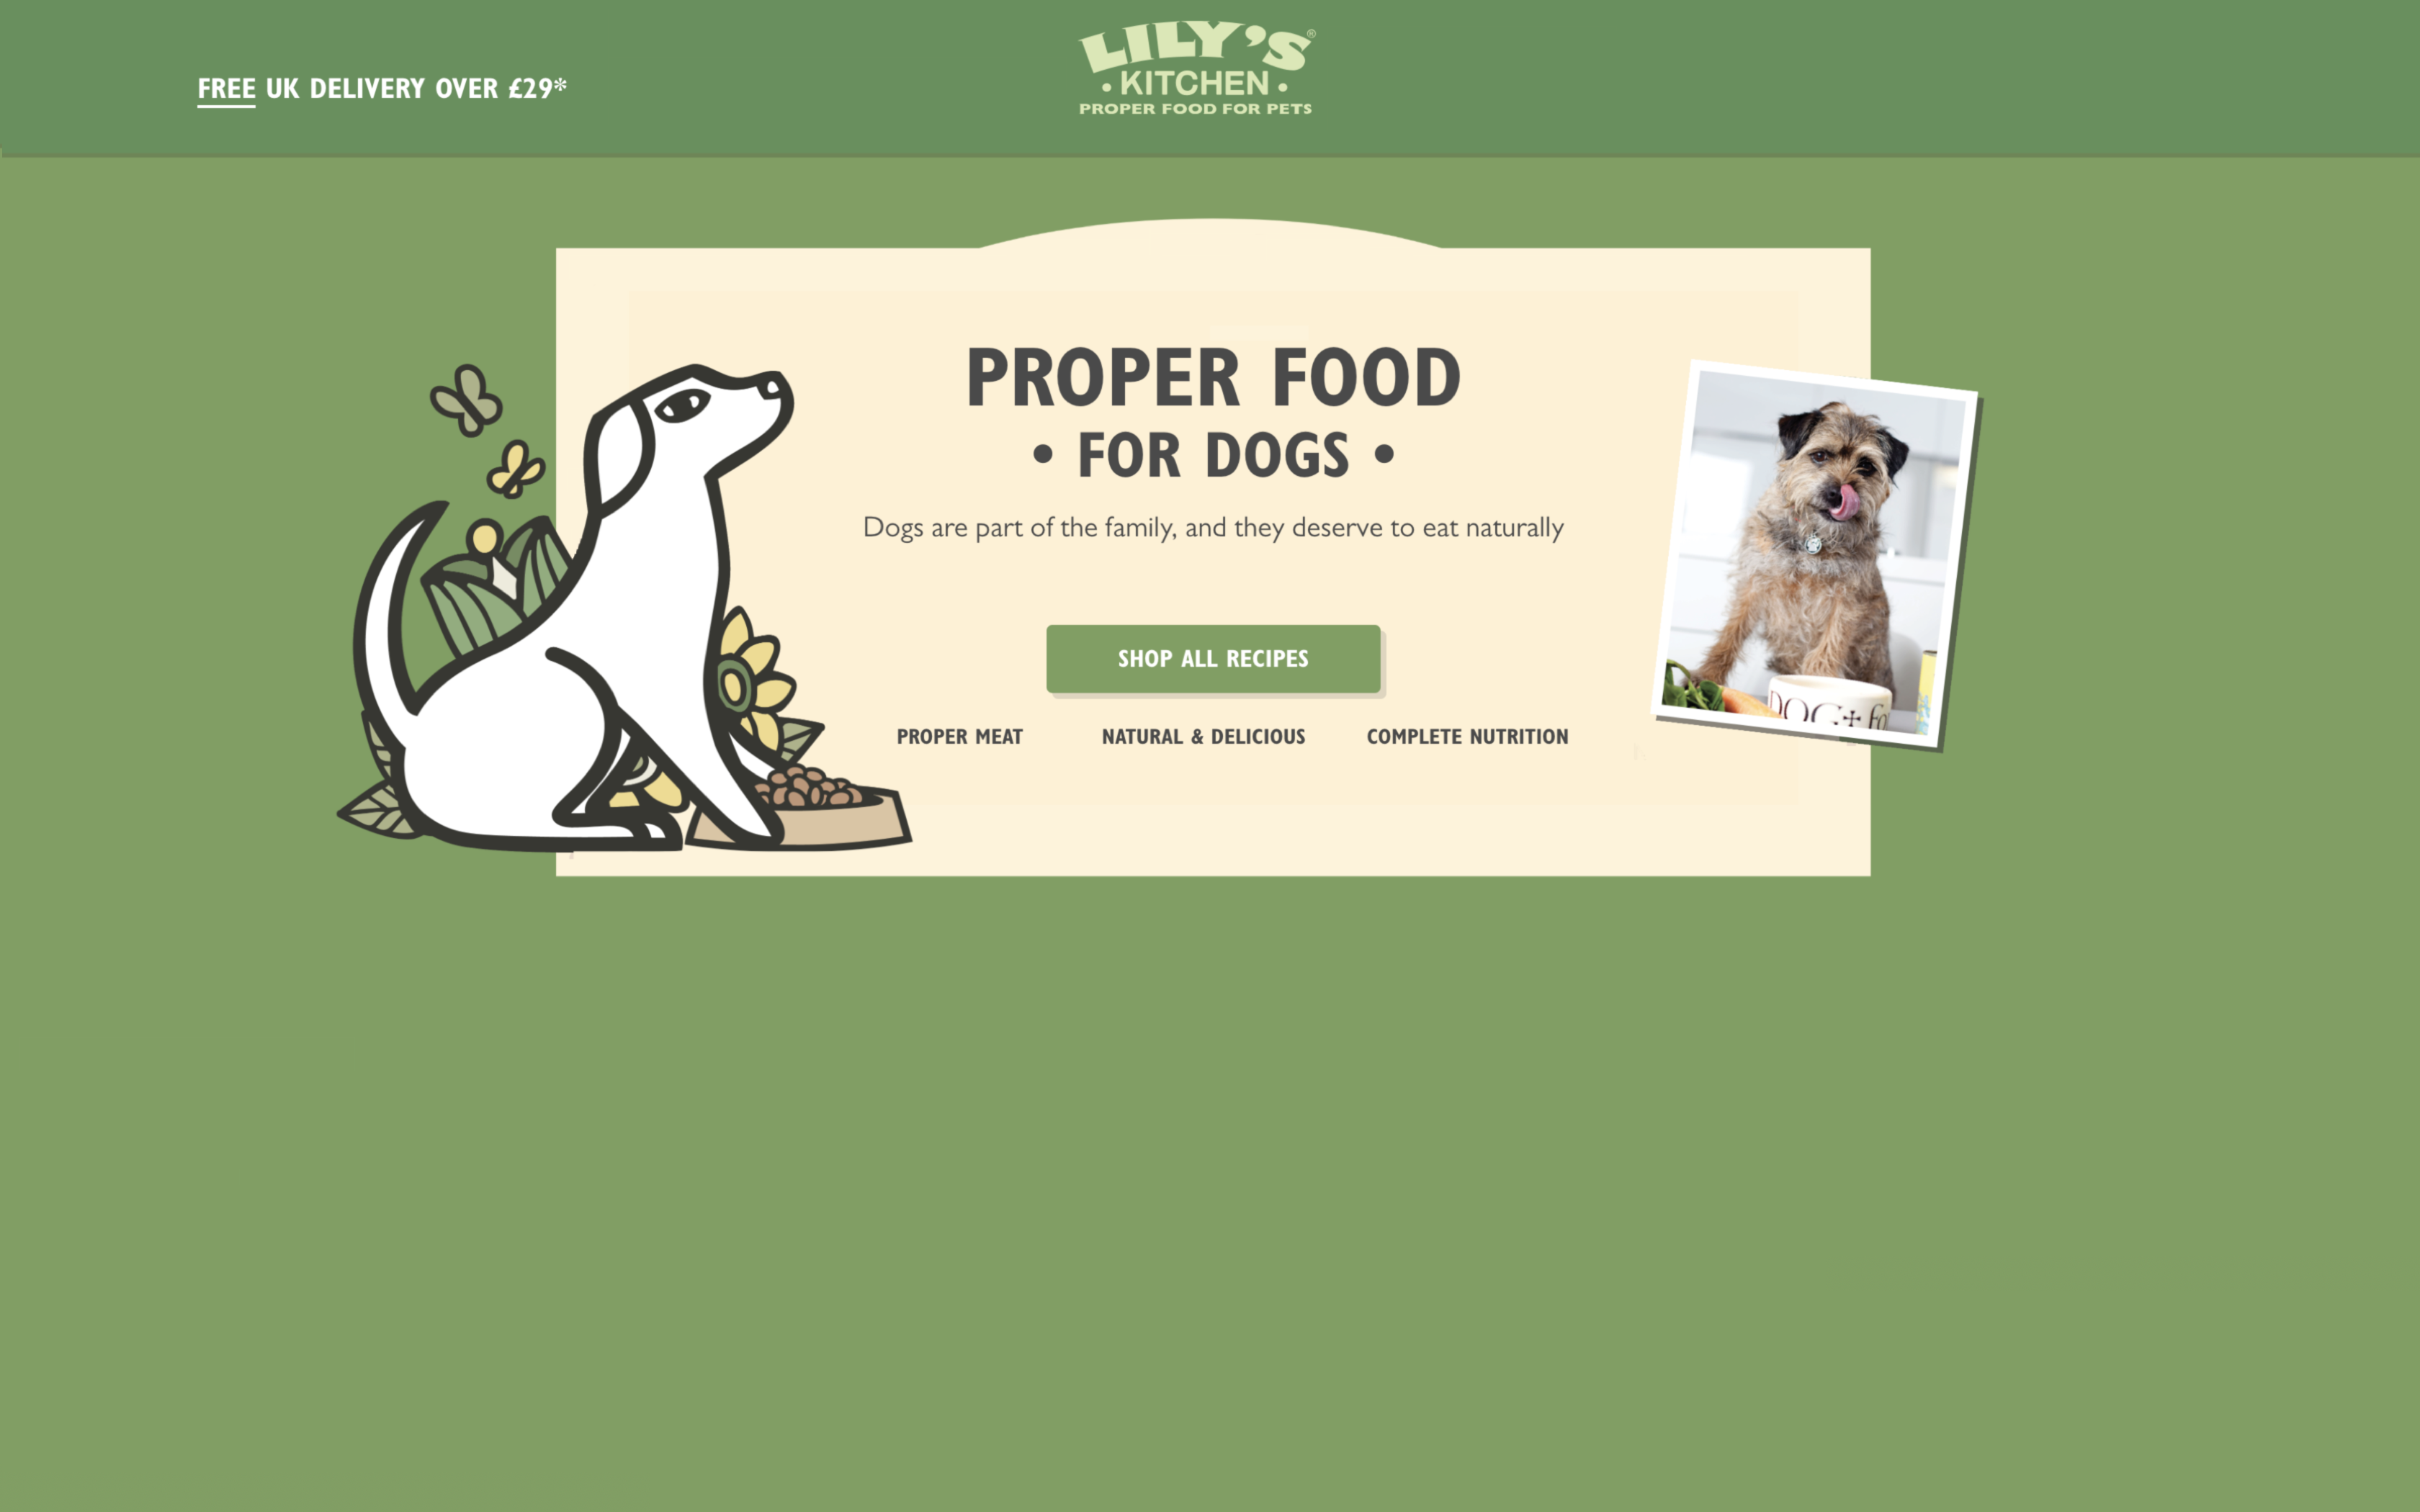 FREE UK DELIVERY OVER £29*
LILY'S®
• KITCHEN •
PROPER FOOD FOR PETS
PROPER FOOD
• FOR DOGS •
Dogs are part of the family, and they deserve to eat naturally
SHOP ALL RECIPES
PROPER MEAT NATURAL & DELICIOUS COMPLETE NUTRITION
DOG + Fo